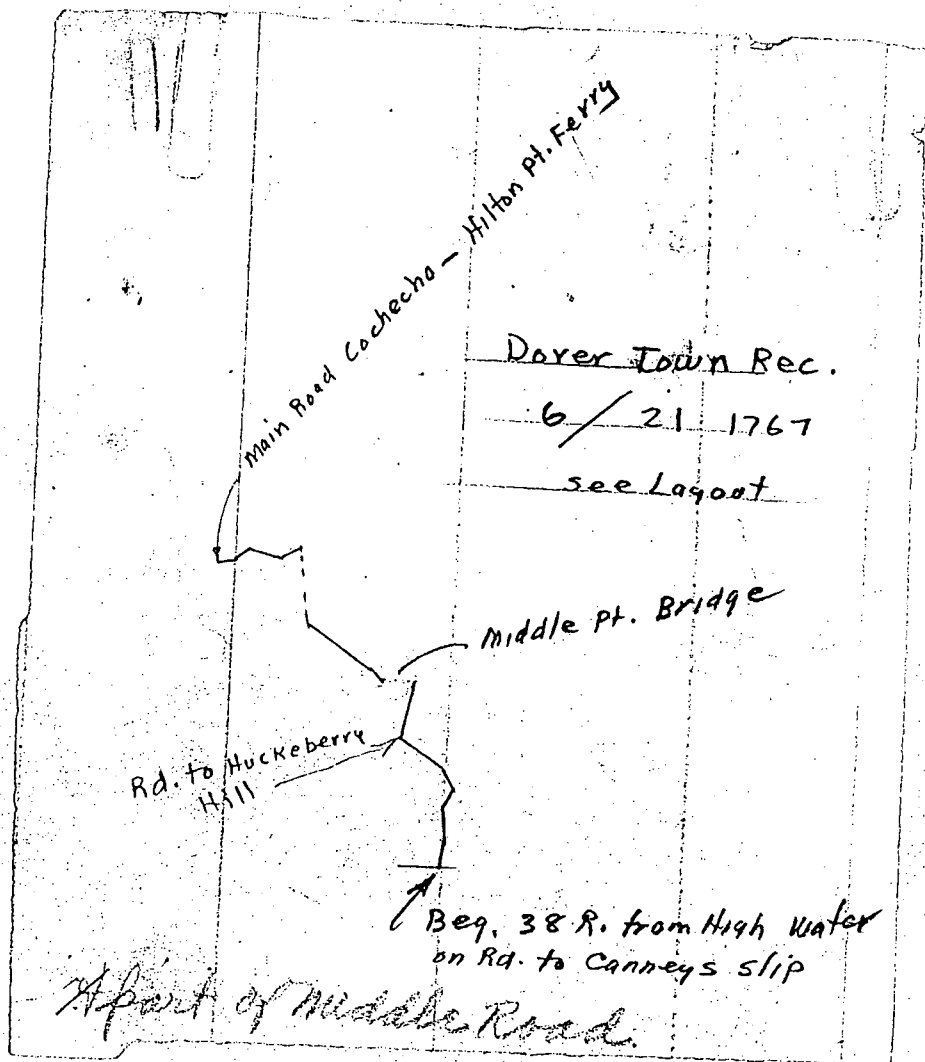 Main Road Cochecho - Hilton Pt. Ferry
Dover Town Rec.
6/21 1767
see Layout
Middle Pt. Bridge
Rd. to Huckeberry
Hill
Beg. 38 R. from High Water
on Rd. to Canneys slip
A part of Middle Road.